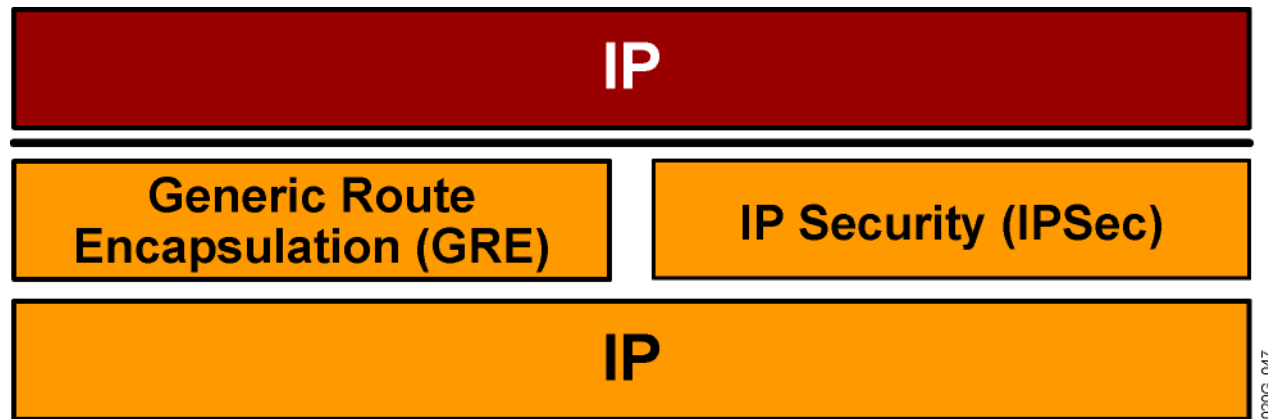 IP
Generic Route
Encapsulation (GRE)
IP Security (IPSec)
IP